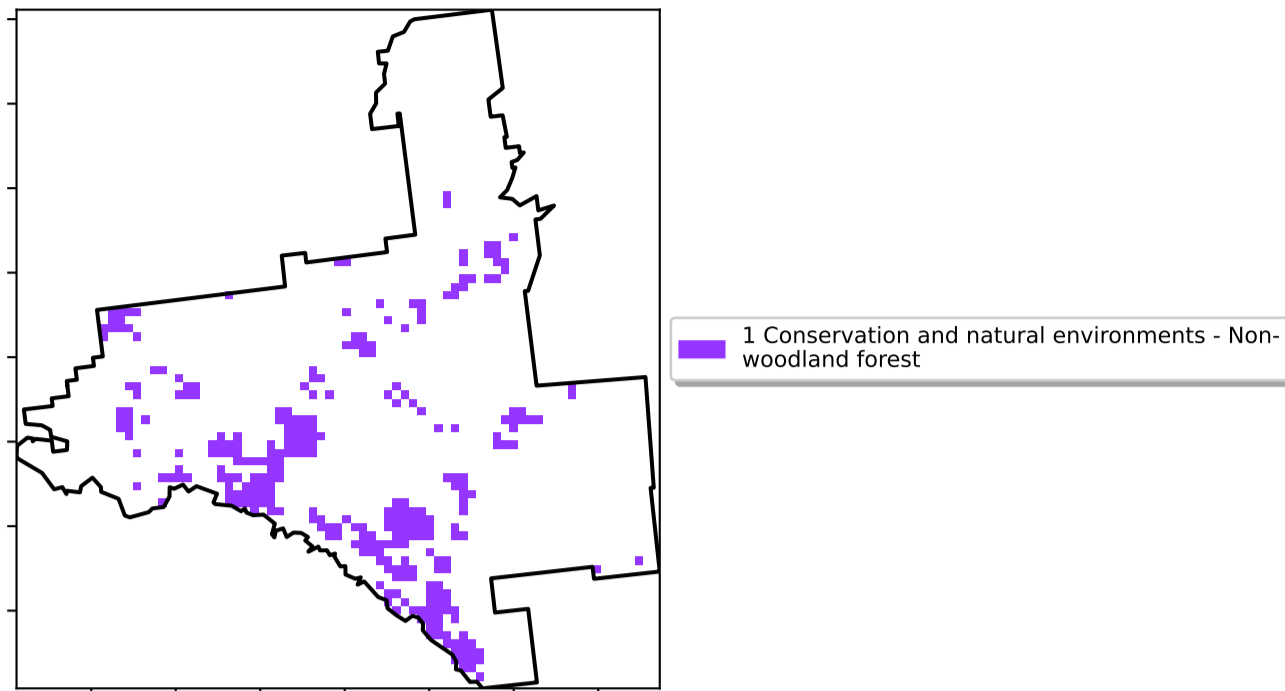 1 Conservation and natural environments - Non-
woodland forest